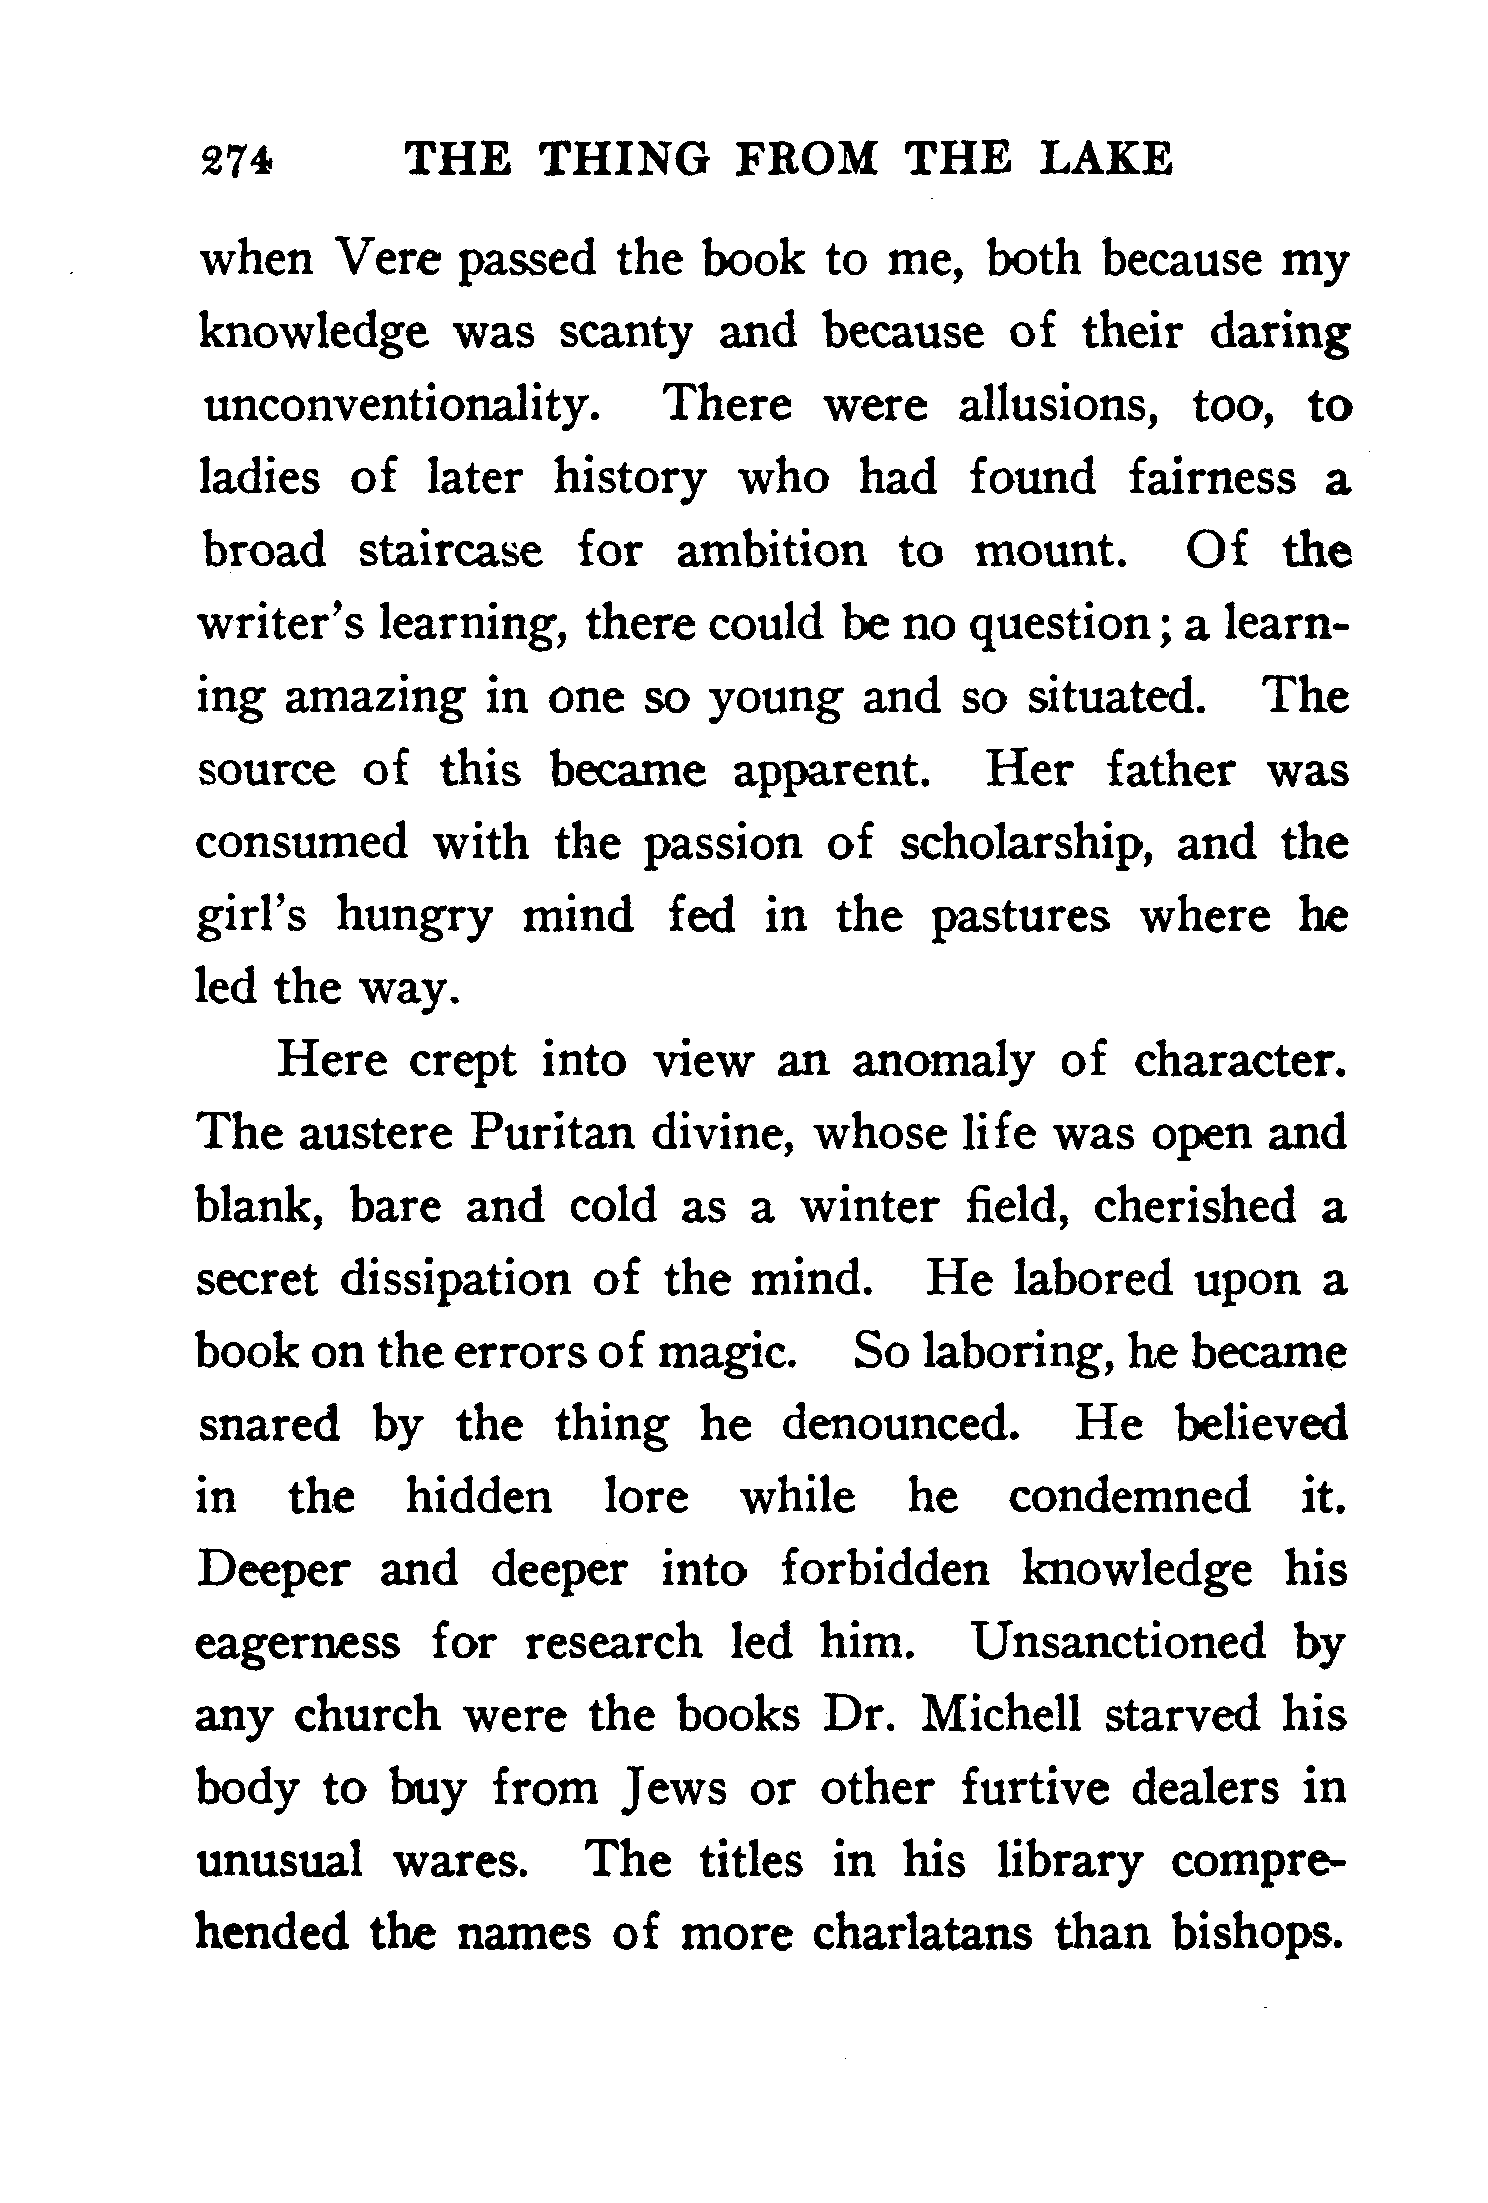 274 THE THING FROM THE LAKE
when Vere passed the book to me, both because my
knowledge was scanty and because of their daring
unconventionality. There were allusions, too, to
ladies of later history who had found fairness a
broad staircase for ambition to mount. Of the
writer's learning, there could be no question; a learn-
ing amazing in one so young and so situated. The
source of this became apparent. Her father was
consumed with the passion of scholarship, and the
girl's hungry mind fed in the pastures where he
led the way.
Here crept into view an anomaly of character.
The austere Puritan divine, whose life was open and
blank, bare and cold as a winter field, cherished a
secret dissipation of the mind. He labored upon a
book on the errors of magic. So laboring, he became
snared by the thing he denounced. He believed
in the hidden lore while he condemned it.
Deeper and deeper into forbidden knowledge his
eagerness for research led him. Unsanctioned by
any church were the books Dr. Michell starved his
body to buy from Jews or other furtive dealers in
unusual wares. The titles in his library compre-
hended the names of more charlatans than bishops.